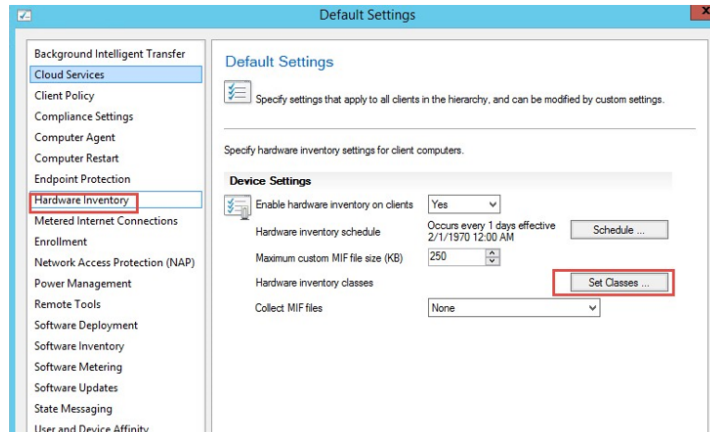 Default Settings
x
Background Intelligent Transfer
Cloud Services
Client Policy
Compliance Settings
Computer Agent
Computer Restart
Endpoint Protection
Hardware Inventory
Metered Internet Connections
Enrollment
Network Access Protection (NAP)
Power Management
Remote Tools
Software Deployment
Software Inventory
Software Metering
Software Updates
State Messaging
User and Device Affinity
Default Settings
Specify settings that apply to all clients in the hierarchy, and can be modified by custom settings.
Specify hardware inventory settings for client computers.
Device Settings
Enable hardware inventory on clients Yes
Hardware inventory schedule Occurs every 1 days effective
2/1/1970 12:00 AM Schedule ...
Maximum custom MIF file size (KB) 250
Hardware inventory classes Set Classes ...
Collect MIF files None